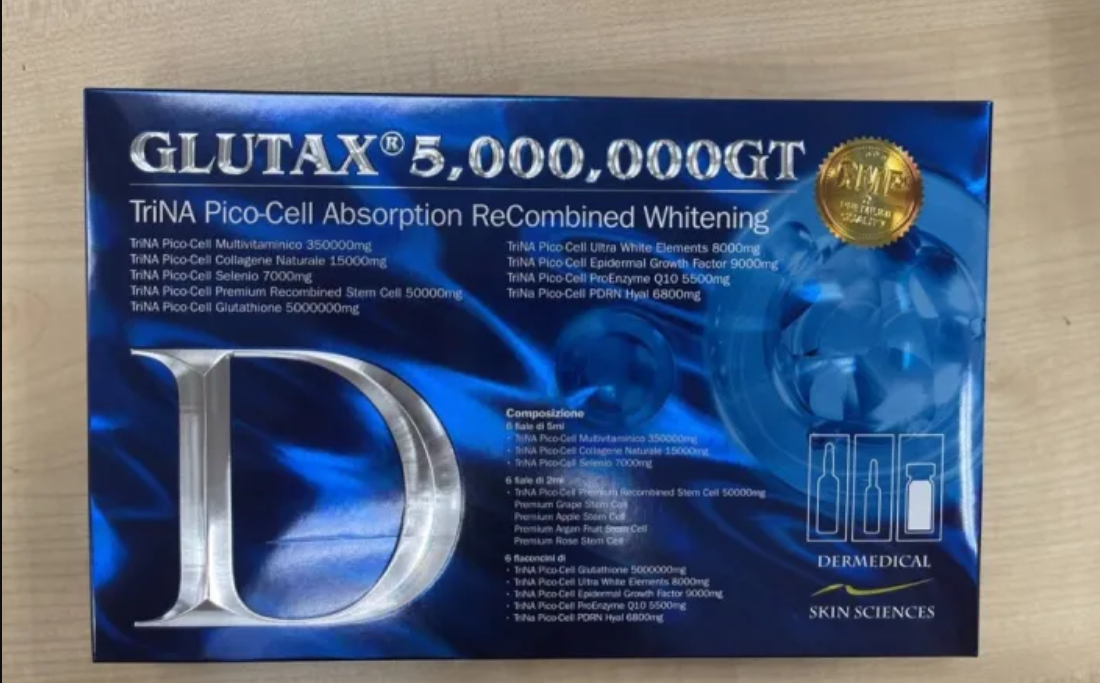 GLUTAX® 5,000,000GT
TriNA Pico-Cell Absorption ReCombined Whitening
TriNA Pico-Cell Multivitaminico 350000mg
TriNA Pico-Cell Collagene Naturale 15000mg
TriNA Pico-Cell Selenio 7000mg
TriNA Pico-Cell Premium Recombined Stem Cell 50000mg
TriNA Pico-Cell Glutathione 5000000mg
TriNA Pico-Cell Ultra White Elements 8000mg
TriNA Pico-Cell Epidermal Growth Factor 9000mg
TriNA Pico-Cell ProEnzyme Q10 5500mg
TriNa Pico-Cell PDRN Hyal 6800mg
GMP
PREMIUM
QUALITY
D
Composizione
6 fiale di 5ml
• TriNA Pico-Cell Multivitaminico 350000mg
• TriNA Pico-Cell Collagene Naturale 15000mg
• TriNA Pico-Cell Selenio 7000mg
6 fiale di 2ml
• TriNA Pico-Cell Premium Recombined Stem Cell 50000mg
Premium Grape Stem Cell
Premium Apple Stem Cell
Premium Argan Fruit Stem Cell
Premium Rose Stem Cell
6 flaconcini di
• TriNA Pico-Cell Glutathione 5000000mg
• TriNA Pico-Cell Ultra White Elements 8000mg
• TriNA Pico-Cell Epidermal Growth Factor 9000mg
• TriNA Pico-Cell ProEnzyme Q10 5500mg
• TriNa Pico-Cell PDRN Hyal 6800mg
DERMEDICAL
SKIN SCIENCES